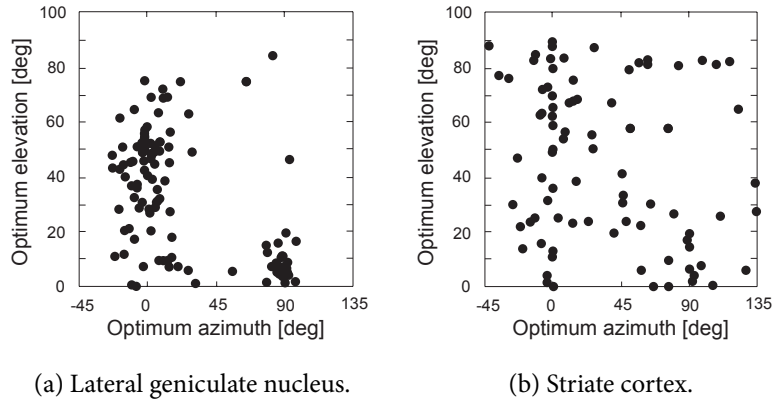 100
80
60
40
20
0
-45 0 45 90 135
Optimum elevation [deg]
Optimum azimuth [deg]
(a) Lateral geniculate nucleus.
100
80
60
40
20
0
-45 0 45 90 135
Optimum elevation [deg]
Optimum azimuth [deg]
(b) Striate cortex.